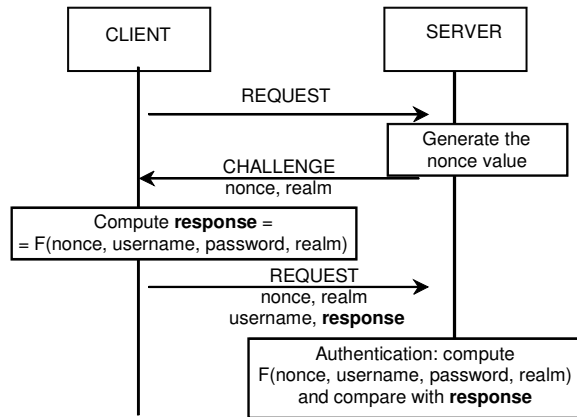 CLIENT
SERVER
REQUEST
Generate the
nonce value
CHALLENGE
nonce, realm
Compute response =
= F(nonce, username, password, realm)
REQUEST
nonce, realm
username, response
Authentication: compute
F(nonce, username, password, realm)
and compare with response